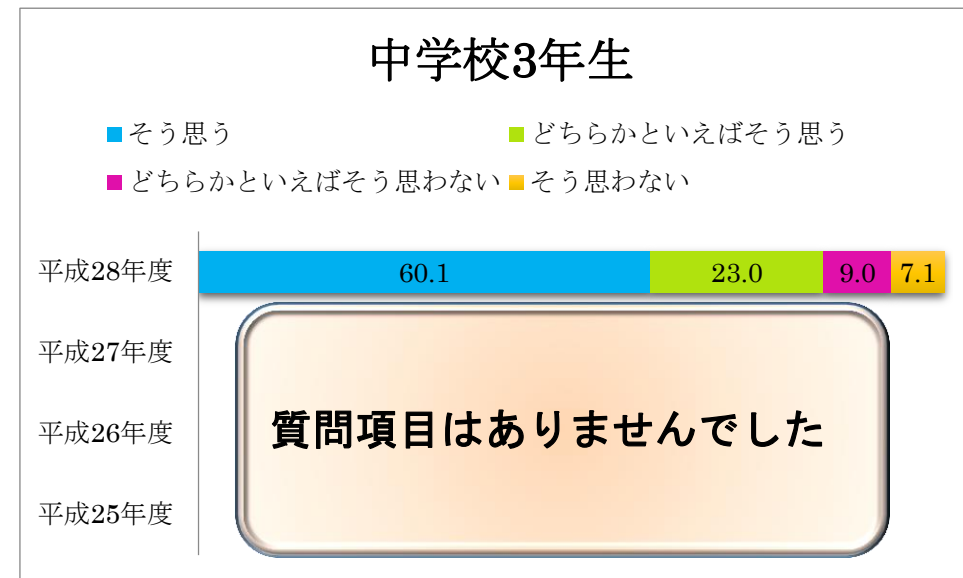 中学校3年生
そう思う どちらかといえばそう思う
どちらかといえばそう思わない そう思わない
平成28年度 60.1 23.0 9.0 7.1
平成27年度
質問項目はありませんでした
平成26年度
平成25年度